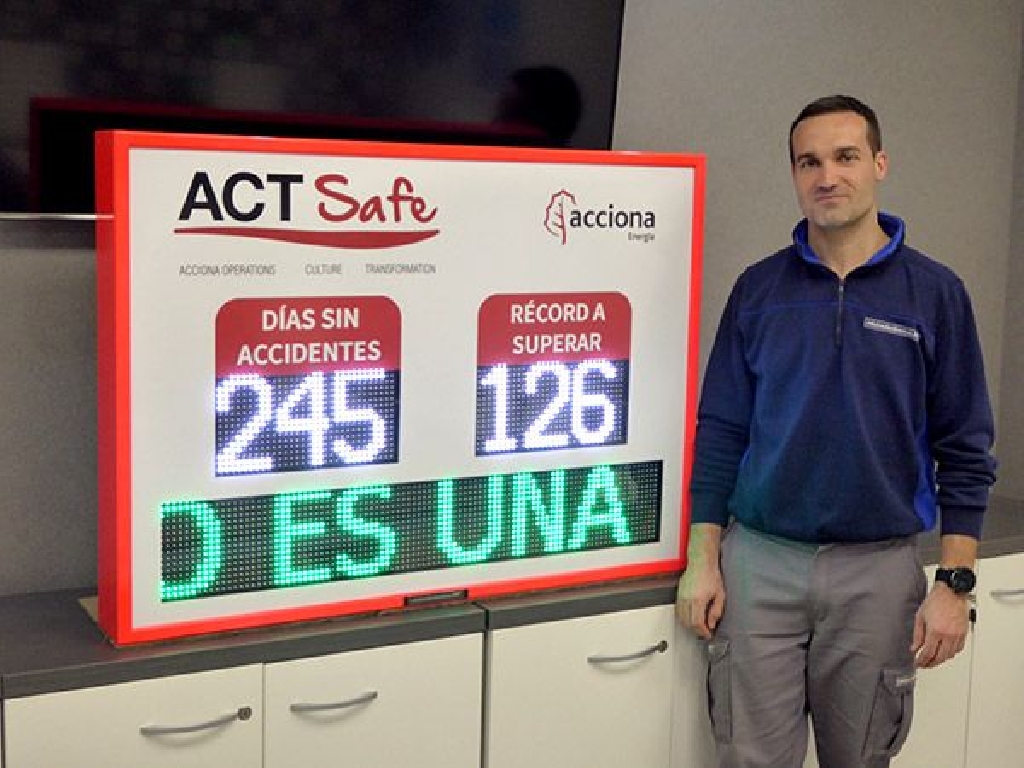 ACT Safe
acciona
Energía
ACCIONA OPERATIONS CULTURE TRANSFORMATION
DÍAS SIN
ACCIDENTES
245
RÉCORD A
SUPERAR
126
D ES UNA